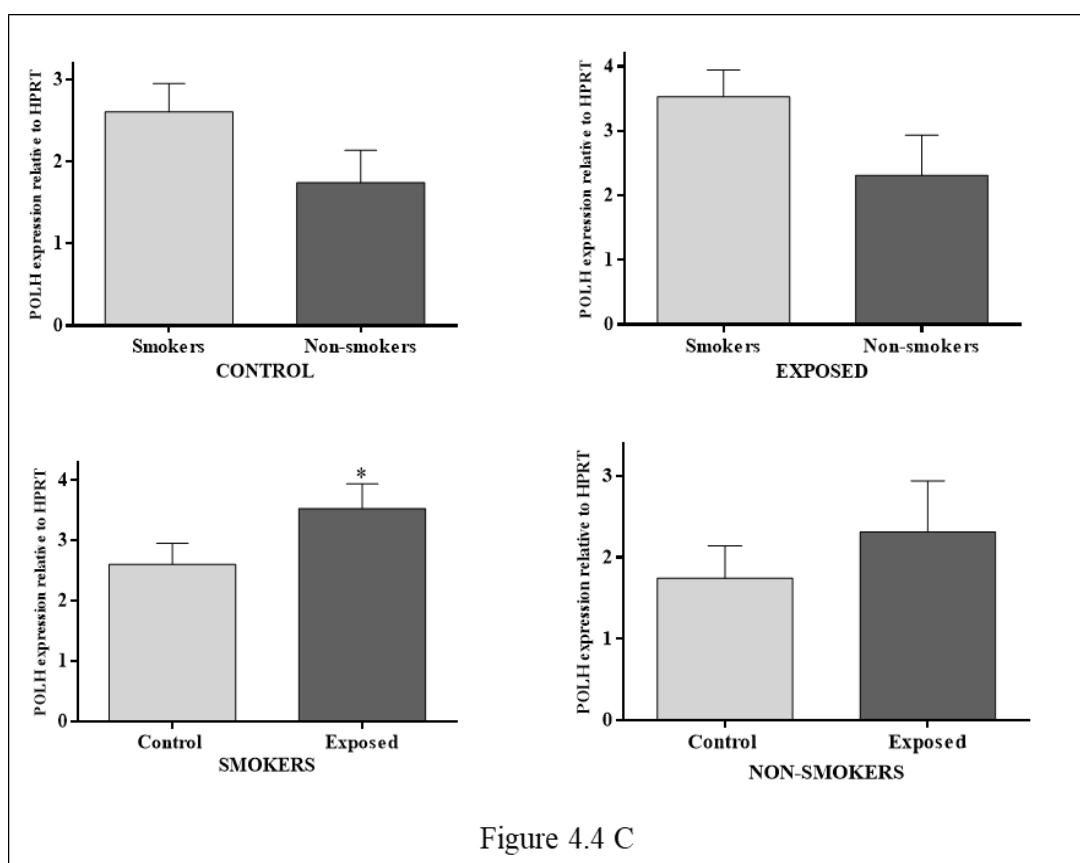 POLH expression relative to HPRT
3
2
1
0
Smokers
Non-smokers
CONTROL
POLH expression relative to HPRT
4
3
2
1
0
Smokers
Non-smokers
EXPOSED
POLH expression relative to HPRT
4
3
2
1
0
*
Control
Exposed
SMOKERS
POLH expression relative to HPRT
3
2
1
0
Control
Exposed
NON-SMOKERS
Figure 4.4 C